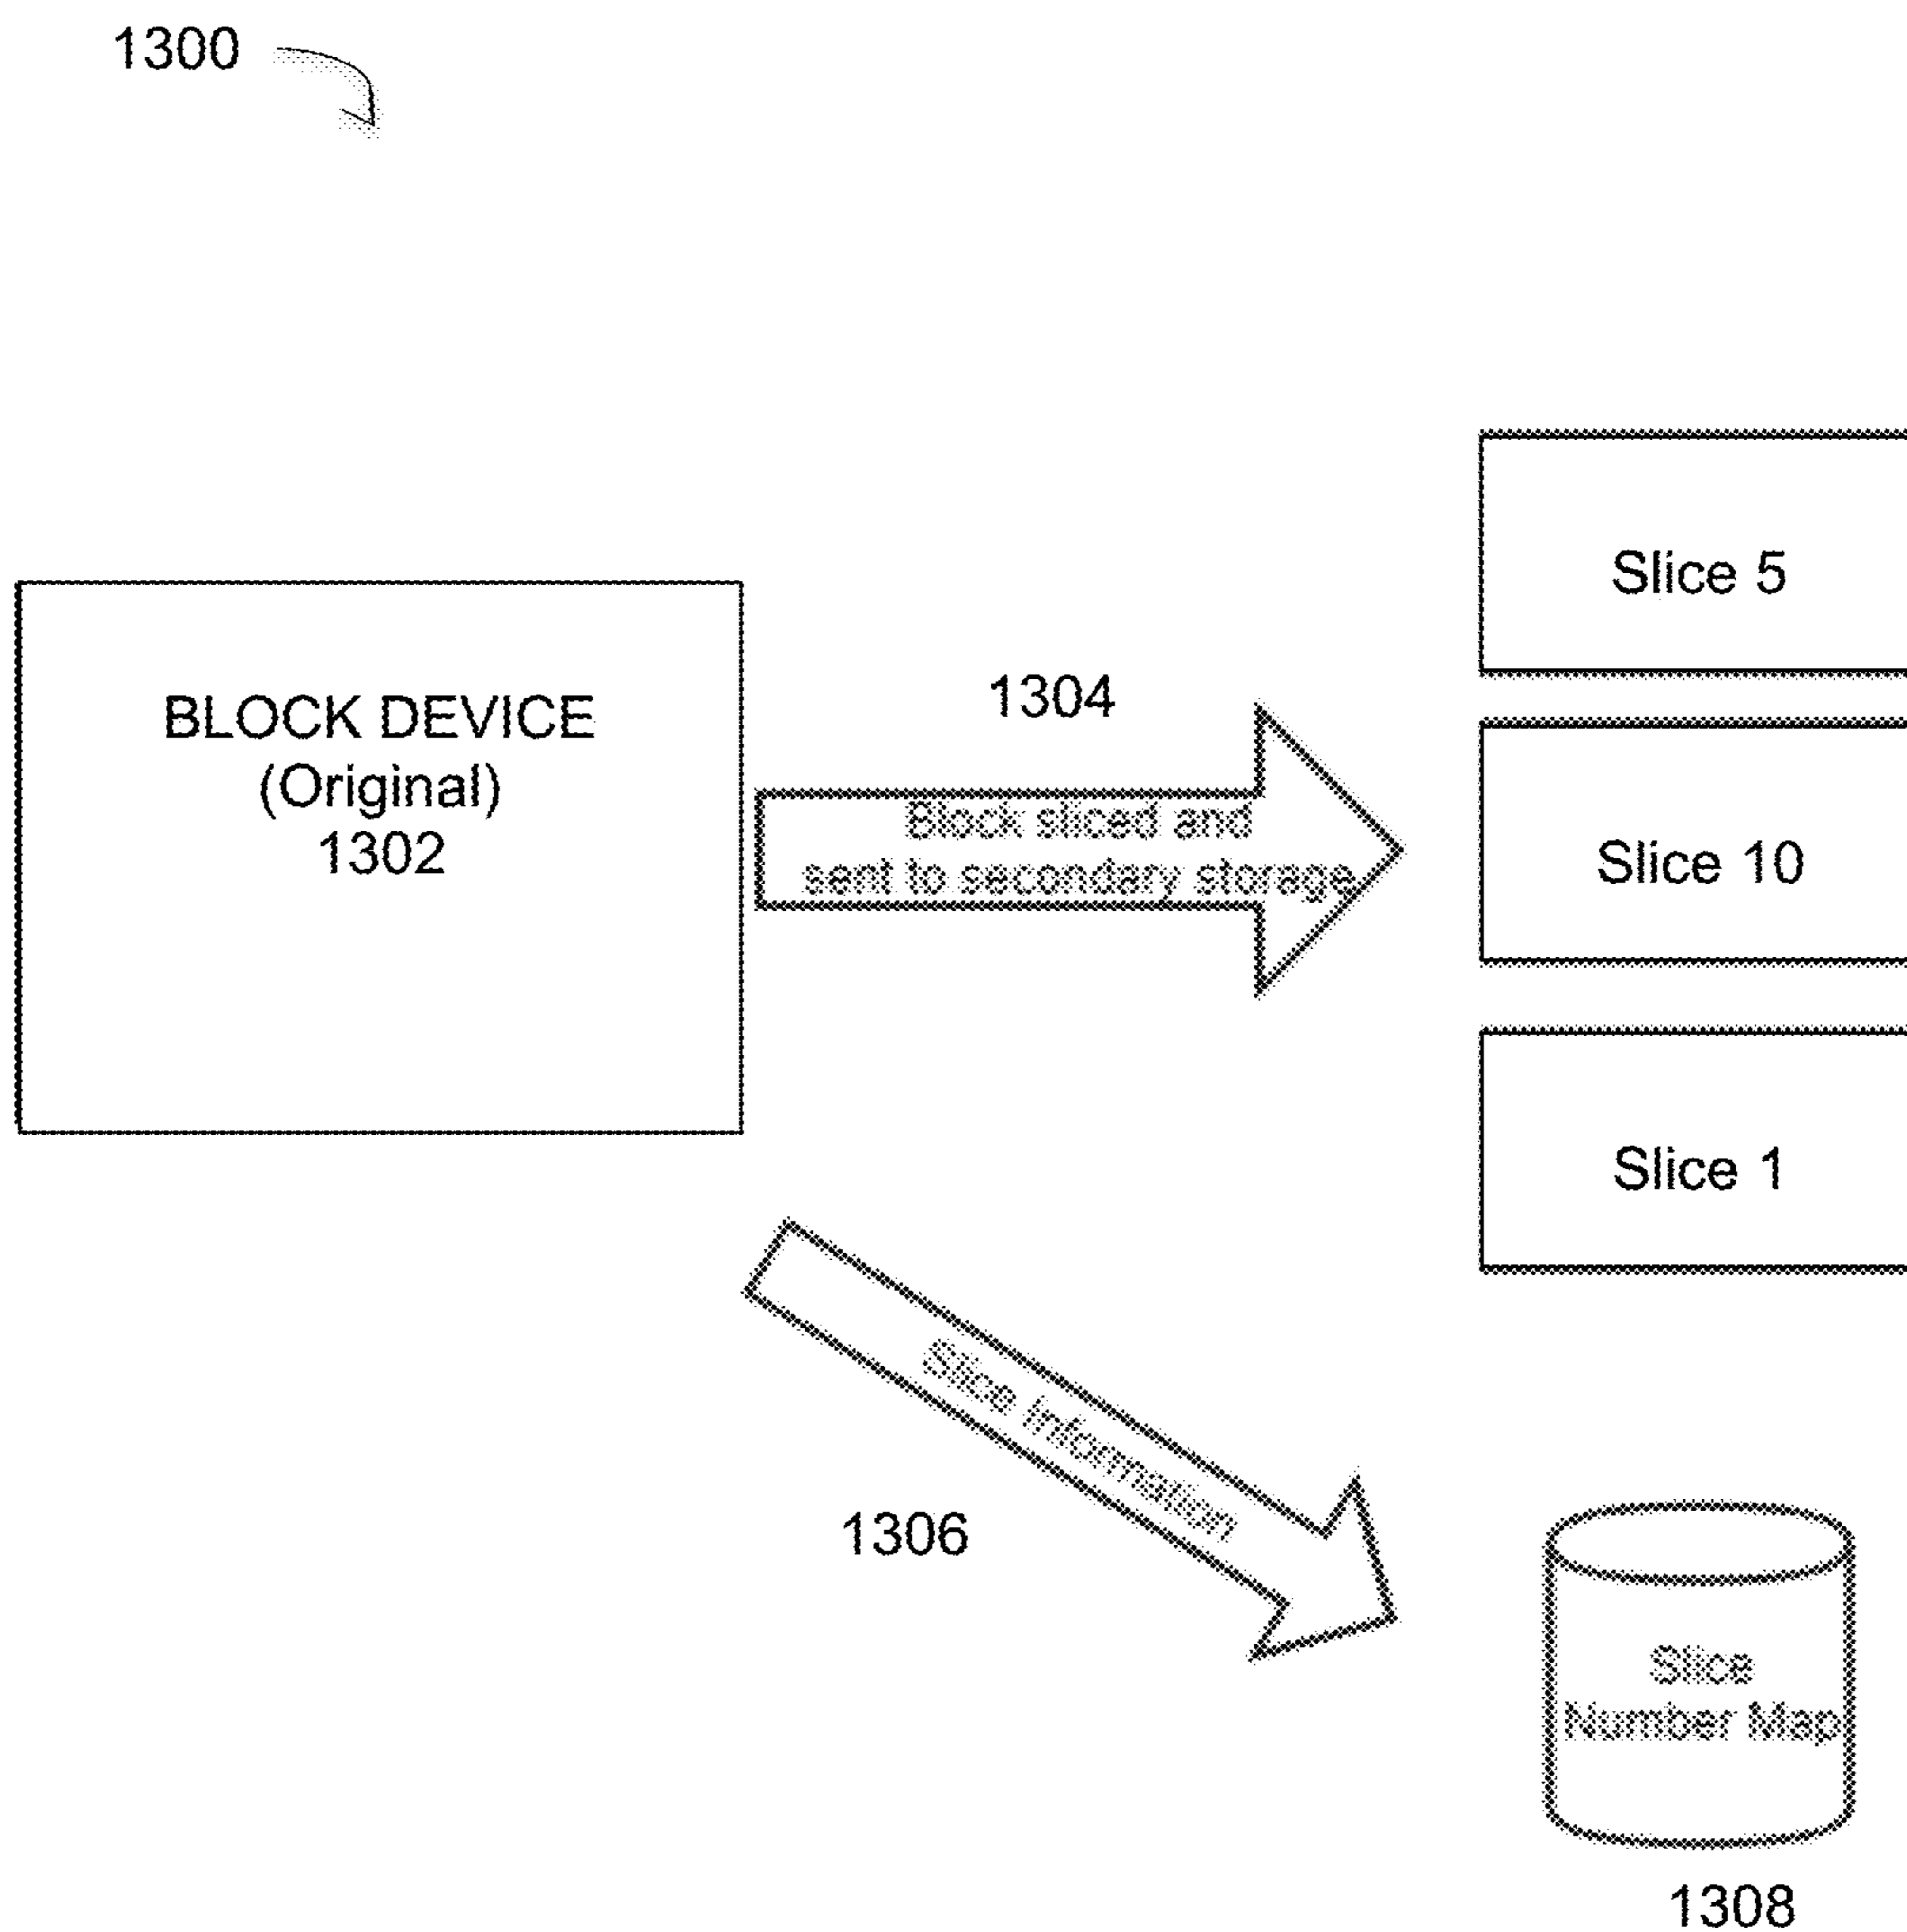 1300
Slice 5
BLOCK DEVICE
(Original)
1302
1304
Block sliced and
sent to secondary storage
Slice 10
Slice 1
Slice Information
1306
Slice
Number Map
1308